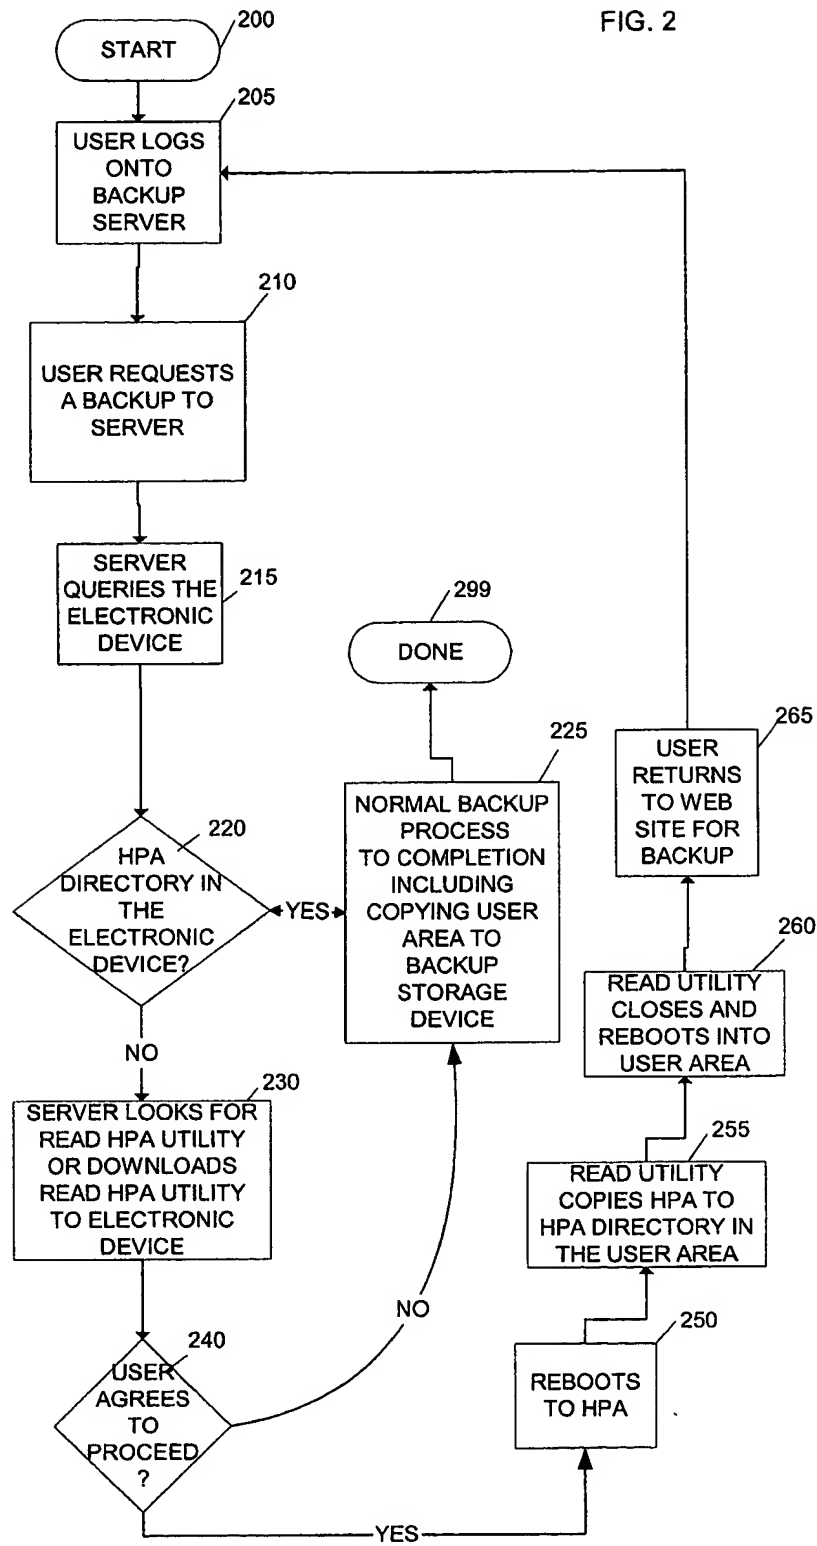 FIG. 2
200
START
205
USER LOGS
ONTO
BACKUP
SERVER
210
USER REQUESTS
A BACKUP TO
SERVER
SERVER
QUERIES THE
ELECTRONIC
DEVICE
215
299
DONE
220
HPA
DIRECTORY IN
THE
ELECTRONIC
DEVICE?
YES
225
NORMAL BACKUP
PROCESS
TO COMPLETION
INCLUDING
COPYING USER
AREA TO
BACKUP
STORAGE
DEVICE
NO
230
SERVER LOOKS FOR
READ HPA UTILITY
OR DOWNLOADS
READ HPA UTILITY
TO ELECTRONIC
DEVICE
240
USER
AGREES
TO
PROCEED
?
NO
YES
250
REBOOTS
TO HPA
255
READ UTILITY
COPIES HPA TO
HPA DIRECTORY IN
THE USER AREA
260
READ UTILITY
CLOSES AND
REBOOTS INTO
USER AREA
265
USER
RETURNS
TO WEB
SITE FOR
BACKUP